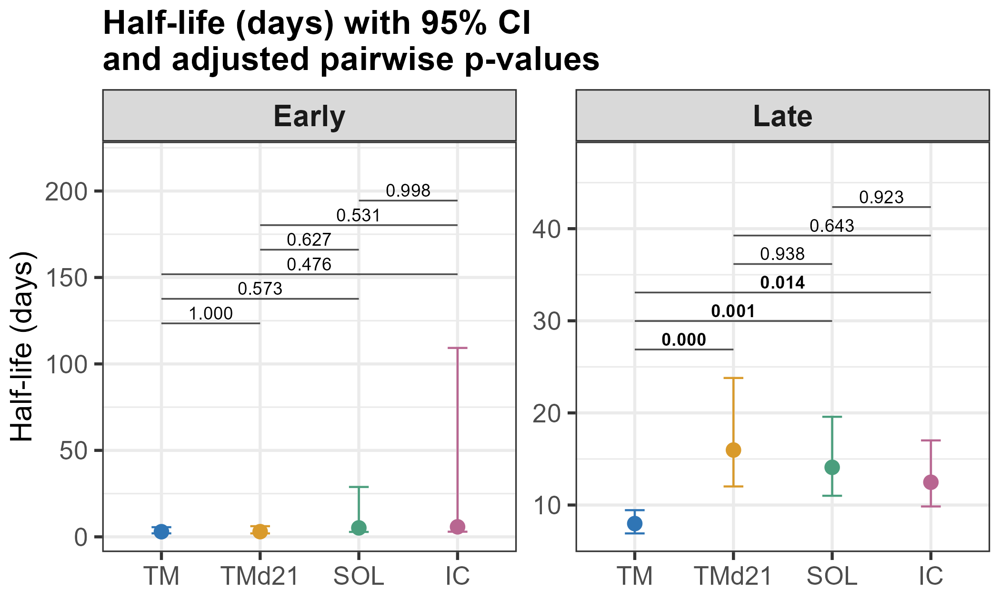 Half-life (days) with 95% CI
and adjusted pairwise p-values
Early
Late
Half-life (days)
200
150
100
50
0
0.998
0.531
0.627
0.476
0.573
1.000
TM
TMd21
SOL
IC
40
30
20
10
0.923
0.643
0.938
0.014
0.001
0.000
TM
TMd21
SOL
IC